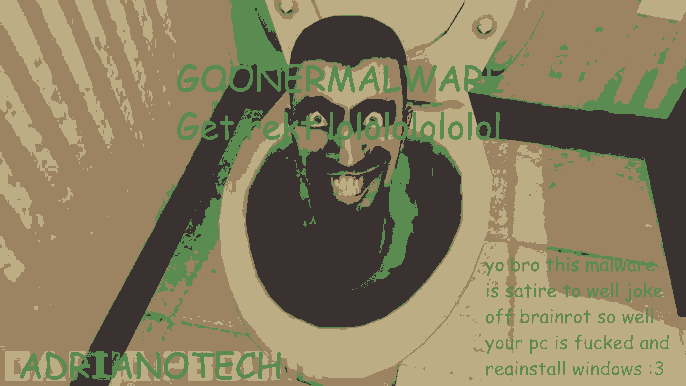 GOONERMALWARE
Get rekt lolololololol
yo bro this malware
is satire to well joke
off brainrot so well
your pc is fucked and
reainstall windows :3
ADRIANOTECH